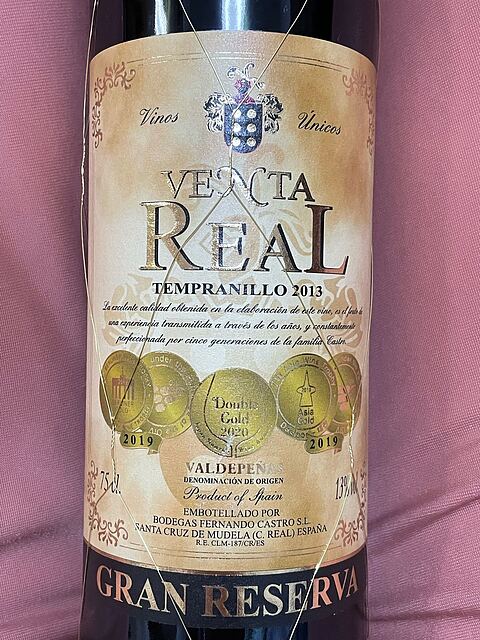 Vinos Únicos
VENTA
REAL
TEMPRANILLO 2013
La excelente calidad obtenida en la elaboración de este vino, es el fruto de
una experiencia transmitida a través de los años, y constantemente
perfeccionada por cinco generaciones de la familia Castro.
Double
Gold
2020
Asia
Gold
2019
2019
VALDEPEÑAS
DENOMINACIÓN DE ORIGEN
75 cl.
Product of Spain
13%
EMBOTELLADO POR
BODEGAS FERNANDO CASTRO S.L.
SANTA CRUZ DE MUDELA (C. REAL) ESPAÑA
R.E. CLM-187/CR/ES
GRAN RESERVA